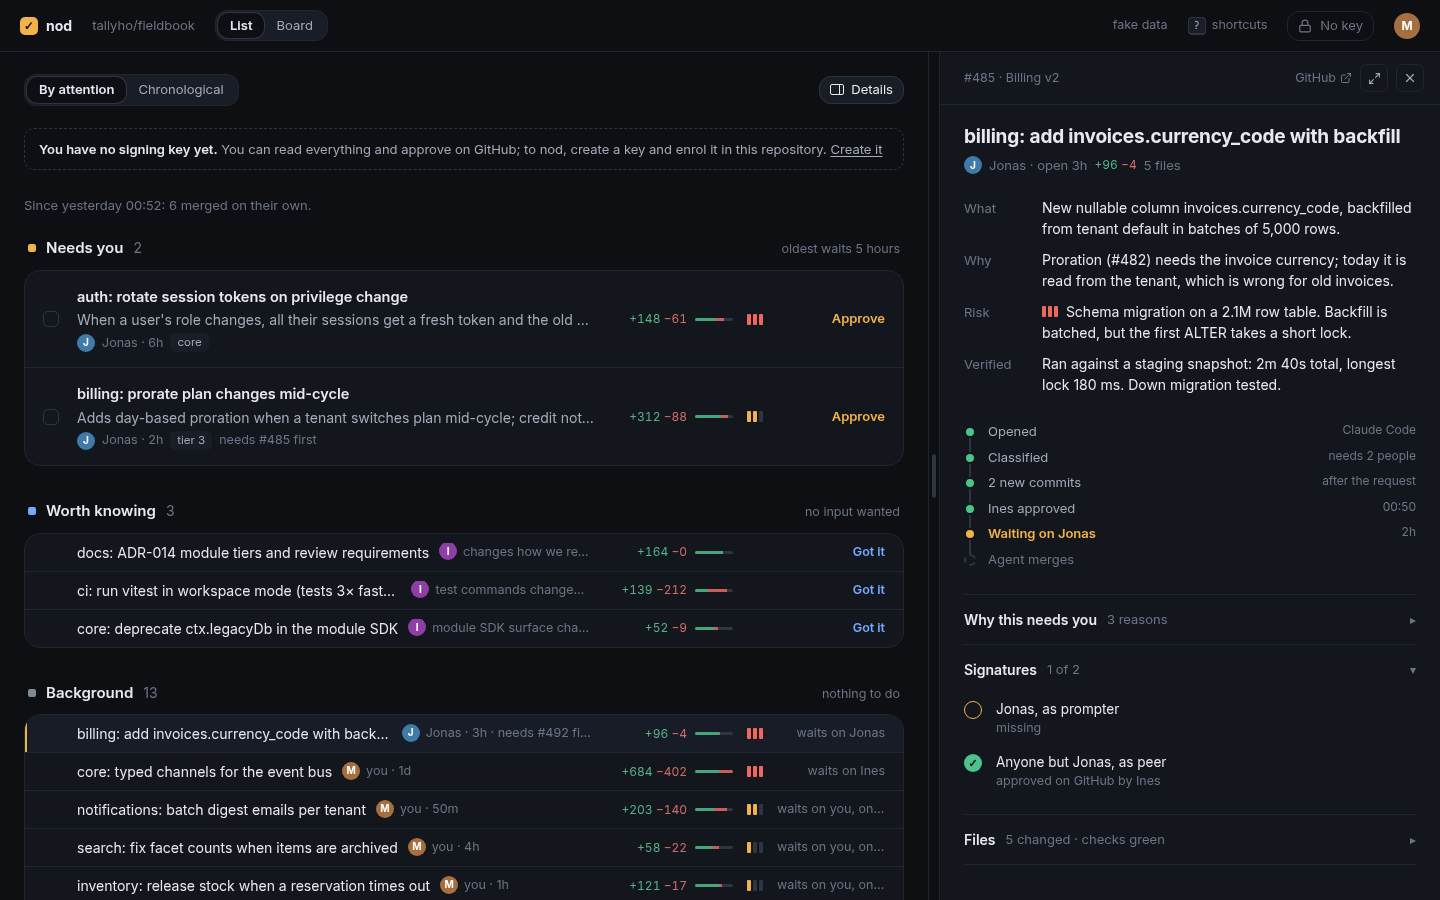 nod
tallyho/fieldbook
List
Board
fake data
? shortcuts
No key
M
By attention
Chronological
Details
You have no signing key yet. You can read everything and approve on GitHub; to nod, create a key and enrol it in this repository. Create it
Since yesterday 00:52: 6 merged on their own.
Needs you 2
oldest waits 5 hours
auth: rotate session tokens on privilege change
When a user's role changes, all their sessions get a fresh token and the old ...
J Jonas · 6h core
+148 −61
Approve
billing: prorate plan changes mid-cycle
Adds day-based proration when a tenant switches plan mid-cycle; credit not...
J Jonas · 2h tier 3 needs #485 first
+312 −88
Approve
Worth knowing 3
no input wanted
docs: ADR-014 module tiers and review requirements I changes how we re... +164 −0 Got it
ci: run vitest in workspace mode (tests 3× fast... I test commands change... +139 −212 Got it
core: deprecate ctx.legacyDb in the module SDK I module SDK surface cha... +52 −9 Got it
Background 13
nothing to do
billing: add invoices.currency_code with back... J Jonas · 3h · needs #492 fi... +96 −4 waits on Jonas
core: typed channels for the event bus M you · 1d +684 −402 waits on Ines
notifications: batch digest emails per tenant M you · 50m +203 −140 waits on you, on...
search: fix facet counts when items are archived M you · 4h +58 −22 waits on you, on...
inventory: release stock when a reservation times out M you · 1h +121 −17 waits on you, on...
#485 · Billing v2
GitHub
billing: add invoices.currency_code with backfill
J Jonas · open 3h +96 −4 5 files
What
New nullable column invoices.currency_code, backfilled
from tenant default in batches of 5,000 rows.
Why
Proration (#482) needs the invoice currency; today it is
read from the tenant, which is wrong for old invoices.
Risk
Schema migration on a 2.1M row table. Backfill is
batched, but the first ALTER takes a short lock.
Verified
Ran against a staging snapshot: 2m 40s total, longest
lock 180 ms. Down migration tested.
Opened Claude Code
Classified needs 2 people
2 new commits after the request
Ines approved 00:50
Waiting on Jonas 2h
Agent merges
Why this needs you 3 reasons
Signatures 1 of 2
Jonas, as prompter
missing
Anyone but Jonas, as peer
approved on GitHub by Ines
Files 5 changed · checks green